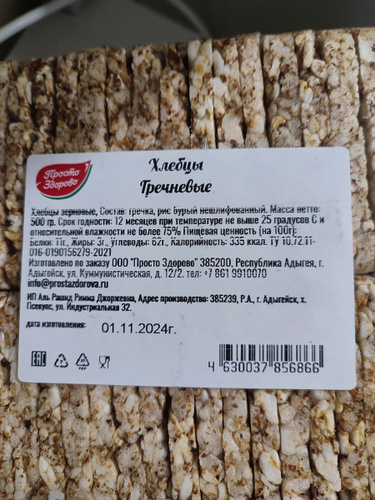 Просто
Здорово
Хлебцы
Гречневые
Хлебцы зерновые, Состав: гречка, рис бурый нешлифованный. Масса нетто:
500 гр. Срок годности: 12 месяцев при температуре не выше 25 градусов С и
относительной влажности не более 75% Пищевая ценность (на 100г):
Белки: 11г., Жиры: 3г., Углеводы: 62г., Калорийность: 335 ккал. ТУ 10.72.11-
016-0190156279-2021
Изготовлено по заказу ООО "Просто Здорово" 385200, Республика Адыгея, г.
Адыгейск, ул. Коммунистическая, д. 12/2. тел: +7 861 9910070
info@prostazdorova.ru
ИП Аль Рашид Римма Джоржевна, Адрес производство: 385239, Р.А., г. Адыгейск, х.
Псекупс, ул. Индустриальная 32.
дата изготовления: 01.11.2024г.
EAC
4 630037 856866